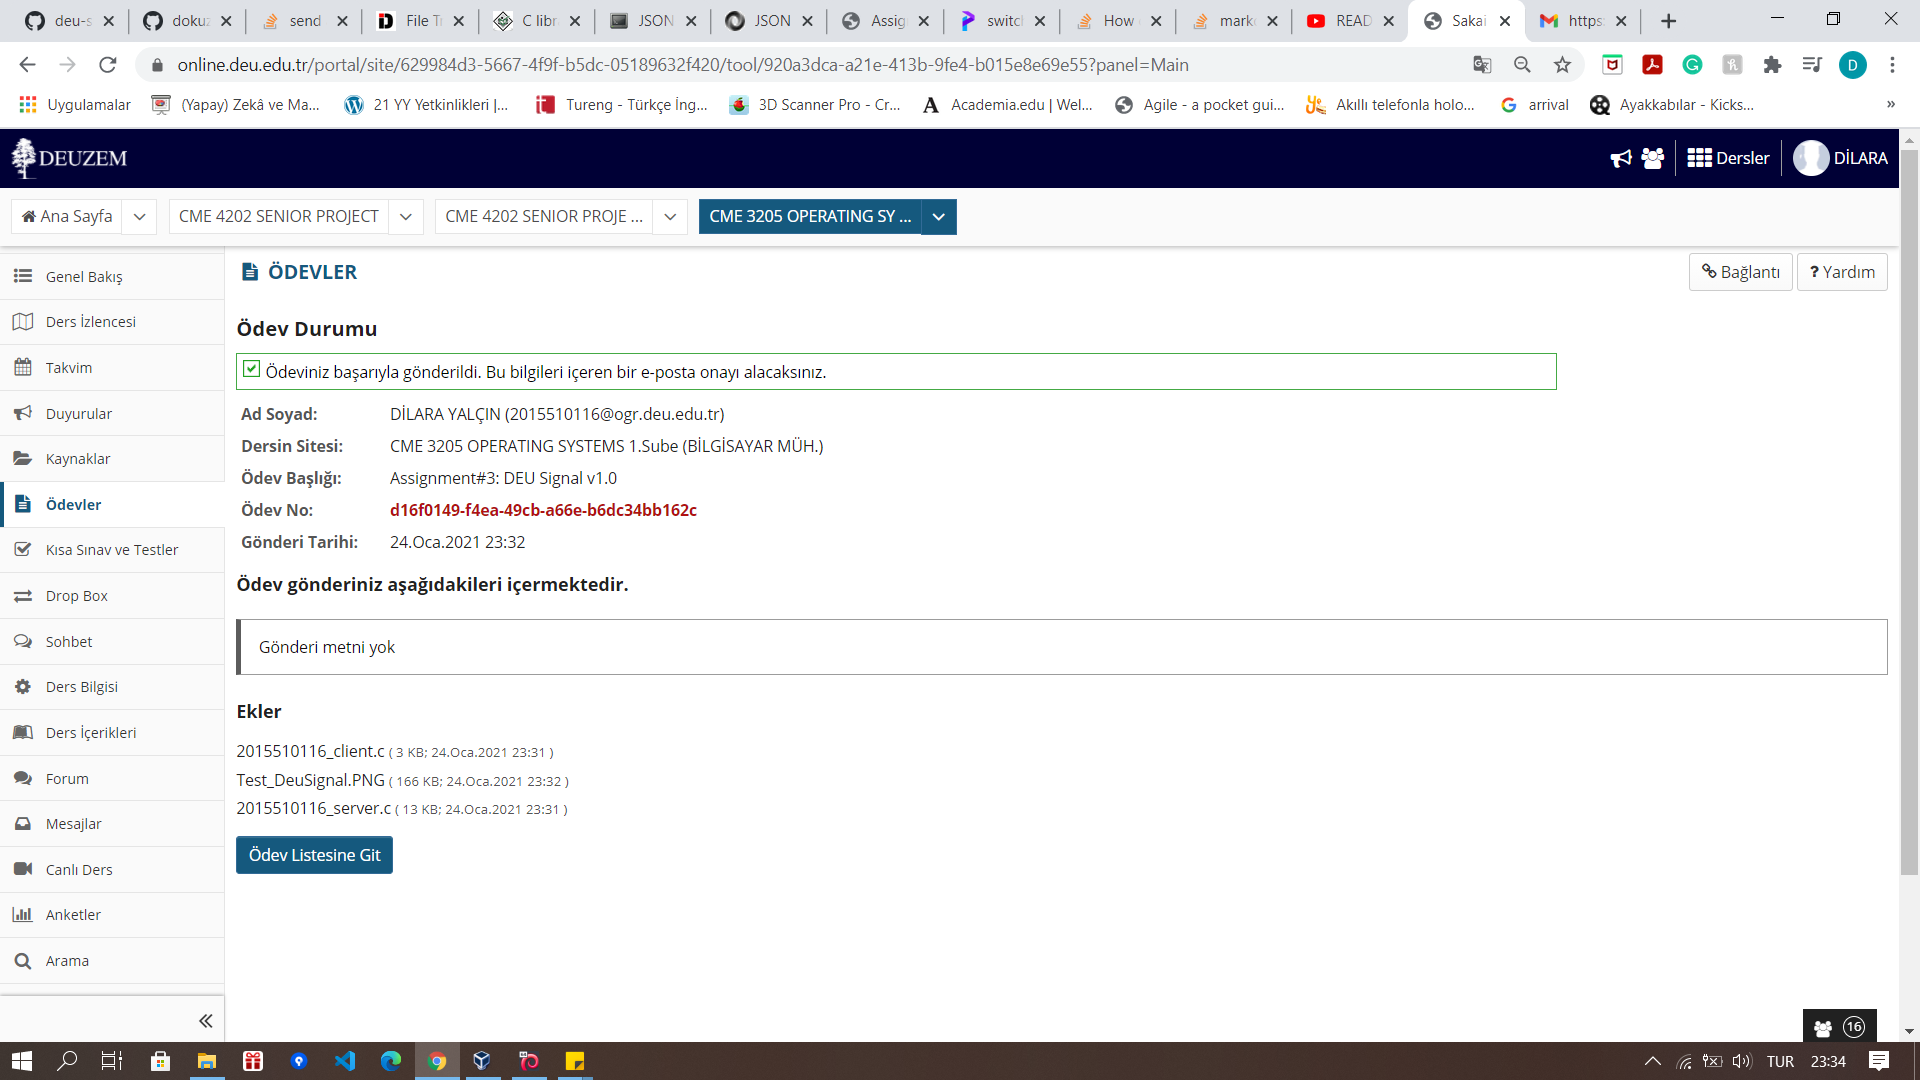 deu-s
doku
send
File T
C libr
JSON
JSON
Assig
switc
How
mark
READ
Sakai
https:
online.deu.edu.tr/portal/site/629984d3-5667-4f9f-b5dc-05189632f420/tool/920a3dca-a21e-413b-9fe4-b015e8e69e55?panel=Main
D
Uygulamalar
(Yapay) Zekâ ve Ma...
21 YY Yetkinlikleri |...
Tureng - Türkçe İng...
3D Scanner Pro - Cr...
Academia.edu | Wel...
Agile - a pocket gui...
Akıllı telefonla holo...
arrival
Ayakkabılar - Kicks...
»
DEUZEM
Dersler
DİLARA
Ana Sayfa
CME 4202 SENIOR PROJECT
CME 4202 SENIOR PROJE ...
CME 3205 OPERATING SY ...
Genel Bakış
Ders İzlencesi
Takvim
Duyurular
Kaynaklar
Ödevler
Kısa Sınav ve Testler
Drop Box
Sohbet
Ders Bilgisi
Ders İçerikleri
Forum
Mesajlar
Canlı Ders
Anketler
Arama
ÖDEVLER
Bağlantı
? Yardım
Ödev Durumu
Ödeviniz başarıyla gönderildi. Bu bilgileri içeren bir e-posta onayı alacaksınız.
Ad Soyad: DİLARA YALÇIN (2015510116@ogr.deu.edu.tr)
Dersin Sitesi: CME 3205 OPERATING SYSTEMS 1.Sube (BİLGİSAYAR MÜH.)
Ödev Başlığı: Assignment#3: DEU Signal v1.0
Ödev No: d16f0149-f4ea-49cb-a66e-b6dc34bb162c
Gönderi Tarihi: 24.Oca.2021 23:32
Ödev gönderiniz aşağıdakileri içermektedir.
Gönderi metni yok
Ekler
2015510116_client.c ( 3 KB; 24.Oca.2021 23:31 )
Test_DeuSignal.PNG ( 166 KB; 24.Oca.2021 23:32 )
2015510116_server.c ( 13 KB; 24.Oca.2021 23:31 )
Ödev Listesine Git
16
TUR
23:34